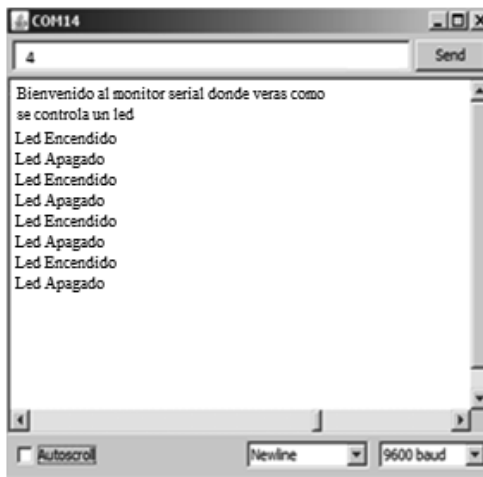 COM14
4
Send
Bienvenido al monitor serial donde veras como
se controla un led
Led Encendido
Led Apagado
Led Encendido
Led Apagado
Led Encendido
Led Apagado
Led Encendido
Led Apagado
Autoscroll
Newline
9600 baud